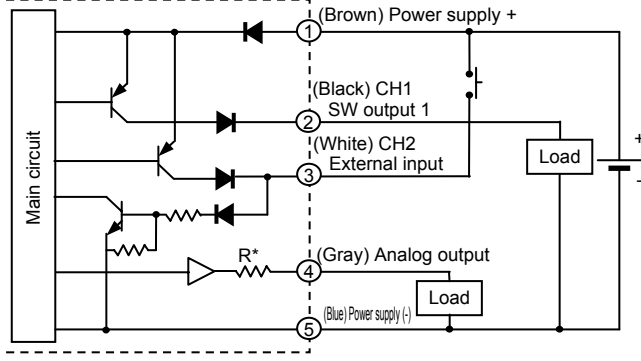 (Brown) Power supply +
1
(Black) CH1
SW output 1
2
(White) CH2
External input
3
Load
+
−
Main circuit
R*
(Gray) Analog output
4
Load
(Blue) Power supply (-)
5